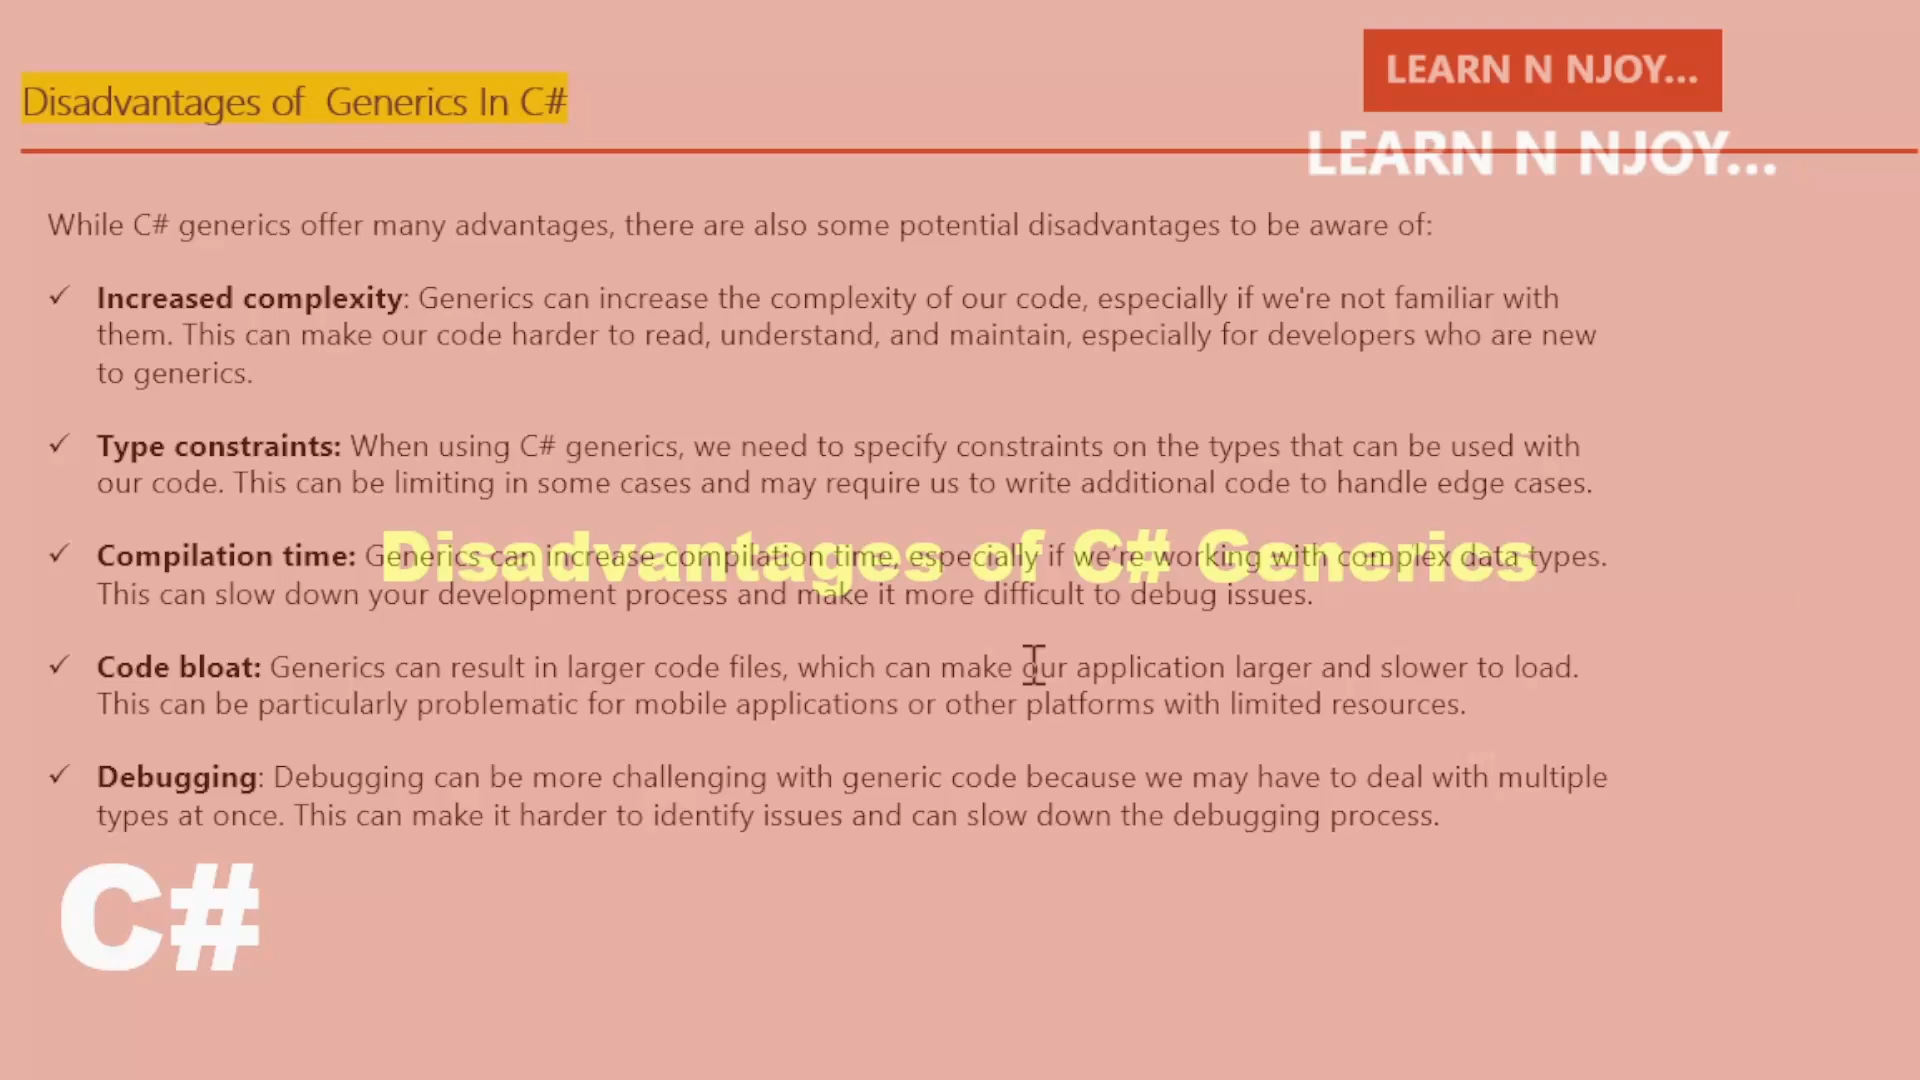 LEARN N NJOY...
Disadvantages of Generics In C#
LEARN N NJOY...
While C# generics offer many advantages, there are also some potential disadvantages to be aware of:
✓ Increased complexity: Generics can increase the complexity of our code, especially if we're not familiar with
them. This can make our code harder to read, understand, and maintain, especially for developers who are new
to generics.
✓ Type constraints: When using C# generics, we need to specify constraints on the types that can be used with
our code. This can be limiting in some cases and may require us to write additional code to handle edge cases.
Disadvantages of C# Generics
✓ Compilation time: Generics can increase compilation time, especially if we're working with complex data types.
This can slow down your development process and make it more difficult to debug issues.
✓ Code bloat: Generics can result in larger code files, which can make our application larger and slower to load.
This can be particularly problematic for mobile applications or other platforms with limited resources.
✓ Debugging: Debugging can be more challenging with generic code because we may have to deal with multiple
types at once. This can make it harder to identify issues and can slow down the debugging process.
C#